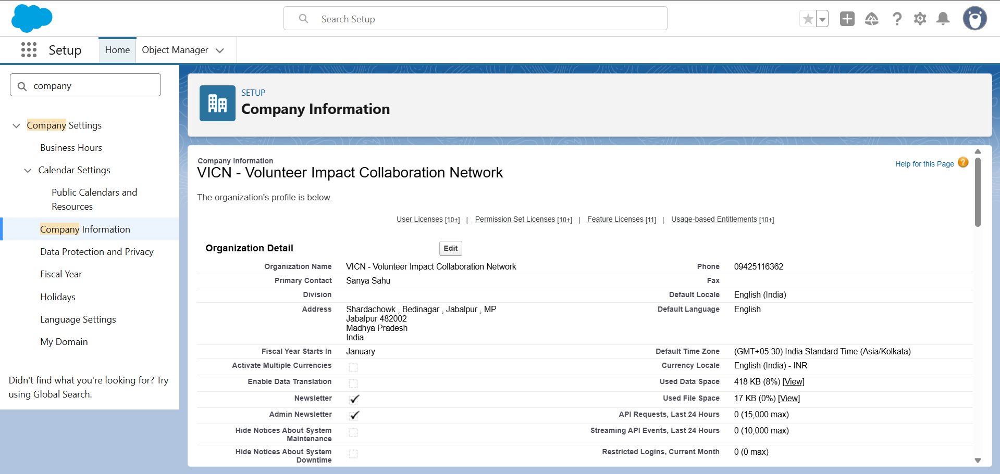 Search Setup
Setup
Home
Object Manager
company
Company Settings
Business Hours
Calendar Settings
Public Calendars and
Resources
Company Information
Data Protection and Privacy
Fiscal Year
Holidays
Language Settings
My Domain
Didn't find what you're looking for? Try
using Global Search.
SETUP
Company Information
Company Information
VICN - Volunteer Impact Collaboration Network
Help for this Page ?
The organization's profile is below.
User Licenses [10+] | Permission Set Licenses [10+] | Feature Licenses [11] | Usage-based Entitlements [10+]
Organization Detail Edit
Organization Name VICN - Volunteer Impact Collaboration Network Phone 09425116362
Primary Contact Sanya Sahu Fax
Division Default Locale English (India)
Address Shardachowk , Bedinagar , Jabalpur , MP Default Language English
Jabalpur 482002
Madhya Pradesh
India
Fiscal Year Starts In January Default Time Zone (GMT+05:30) India Standard Time (Asia/Kolkata)
Activate Multiple Currencies Currency Locale English (India) - INR
Enable Data Translation Used Data Space 418 KB (8%) [View]
Newsletter Used File Space 17 KB (0%) [View]
Admin Newsletter API Requests, Last 24 Hours 0 (15,000 max)
Hide Notices About System Streaming API Events, Last 24 Hours 0 (10,000 max)
Maintenance
Hide Notices About System Restricted Logins, Current Month 0 (0 max)
Downtime